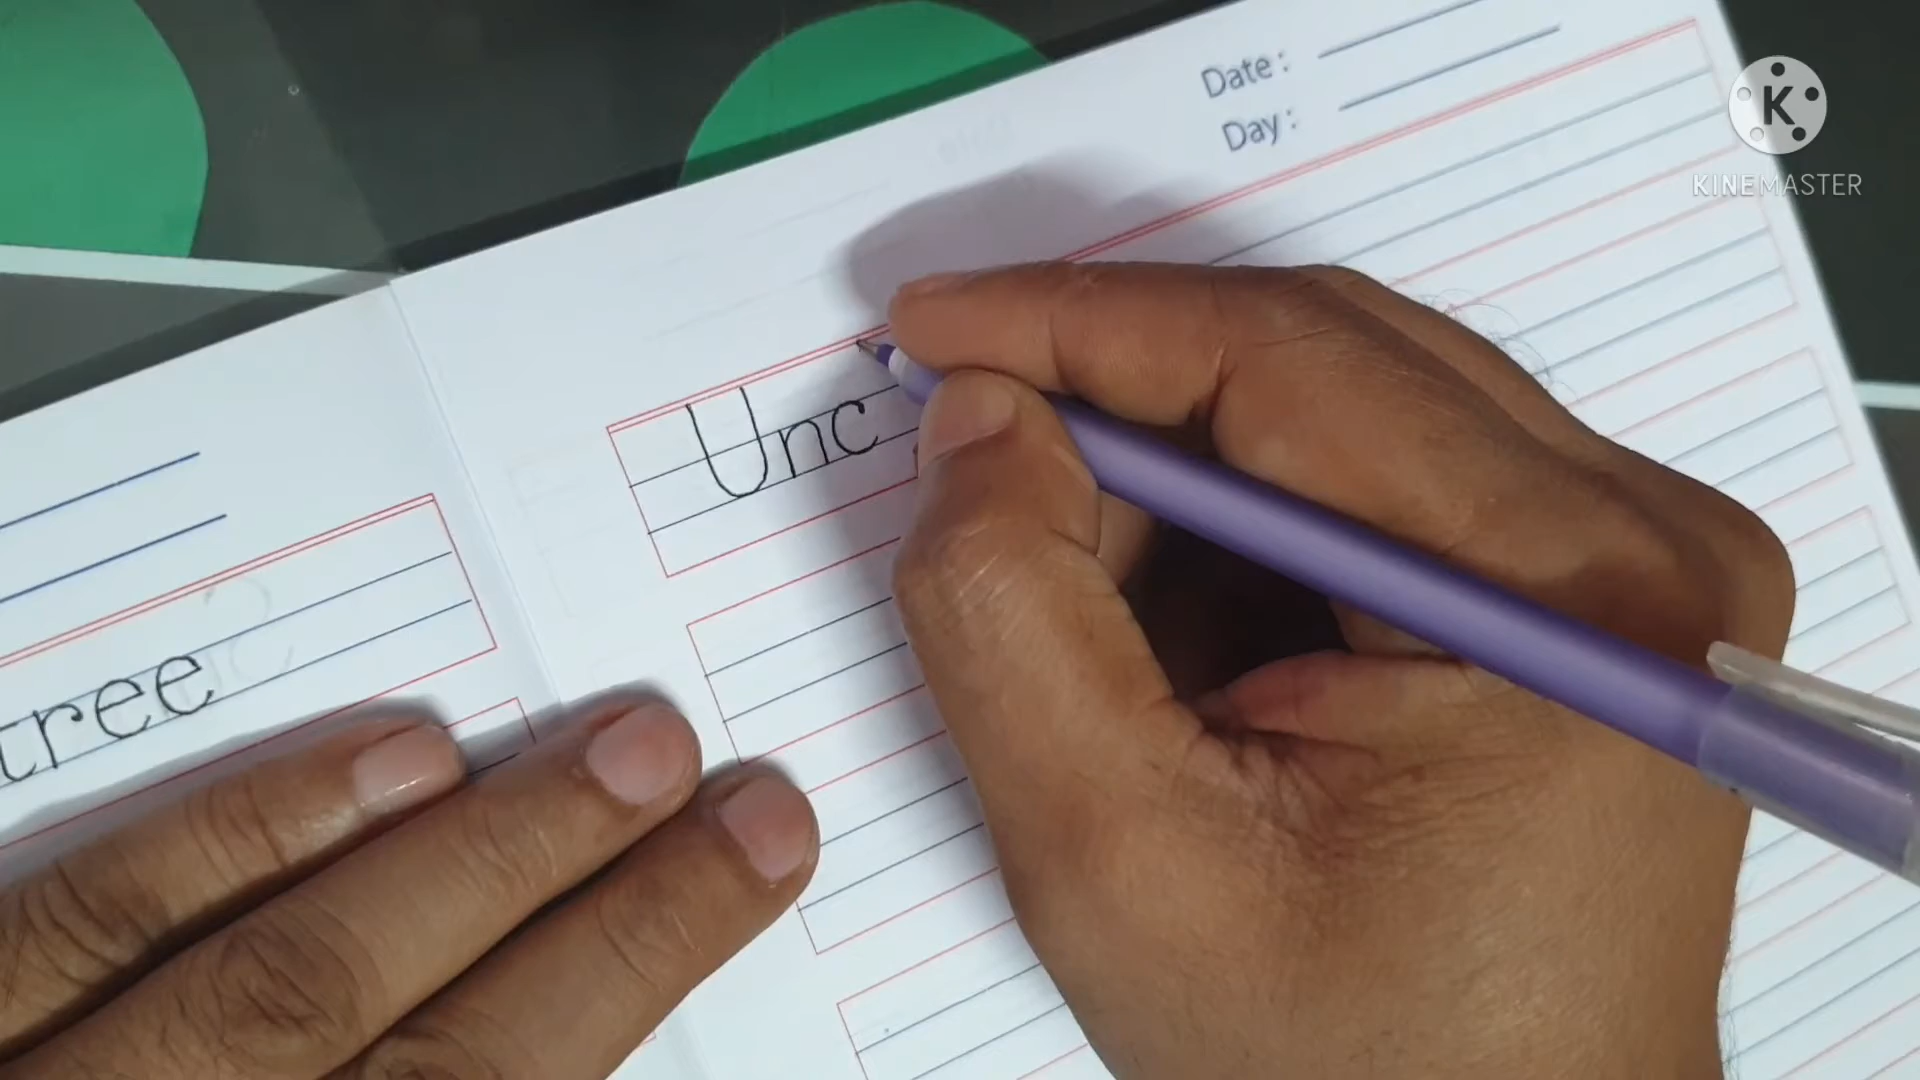 Date :
Day :
Unc
tree
KINEMASTER